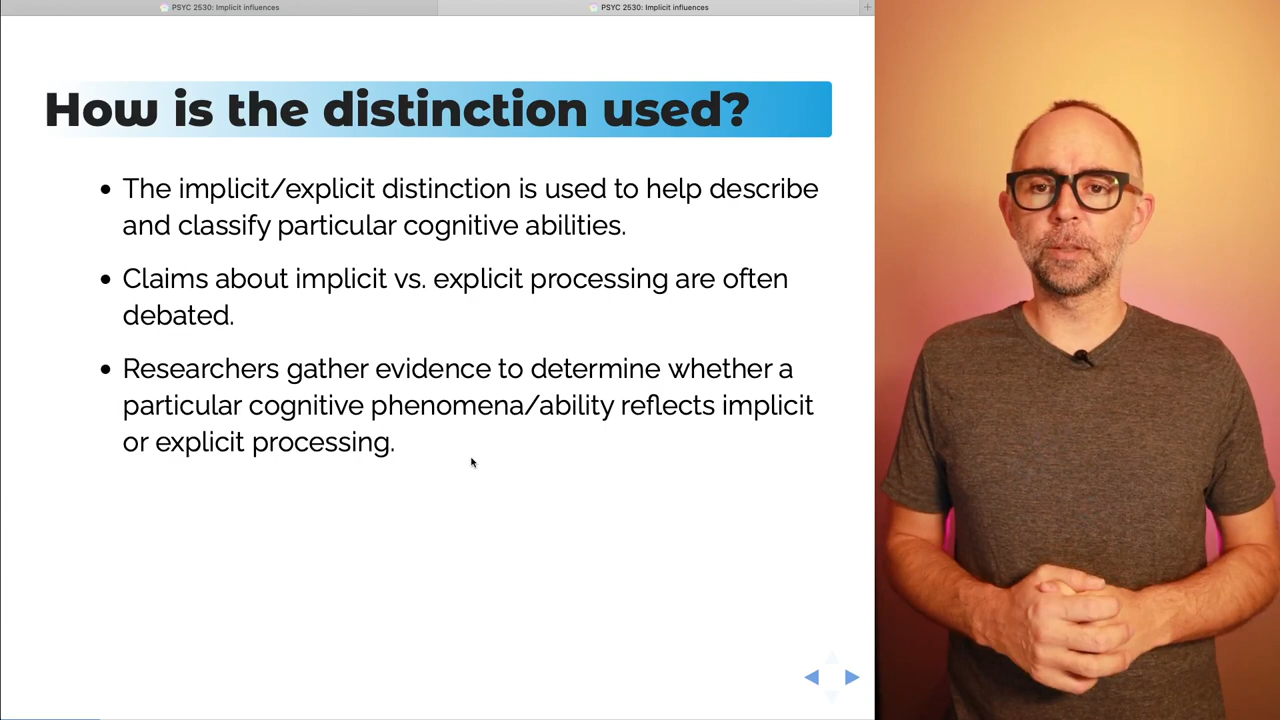 PSYC 2530: Implicit influences
PSYC 2530: Implicit influences
How is the distinction used?
The implicit/explicit distinction is used to help describe
and classify particular cognitive abilities.
Claims about implicit vs. explicit processing are often
debated.
Researchers gather evidence to determine whether a
particular cognitive phenomena/ability reflects implicit
or explicit processing.